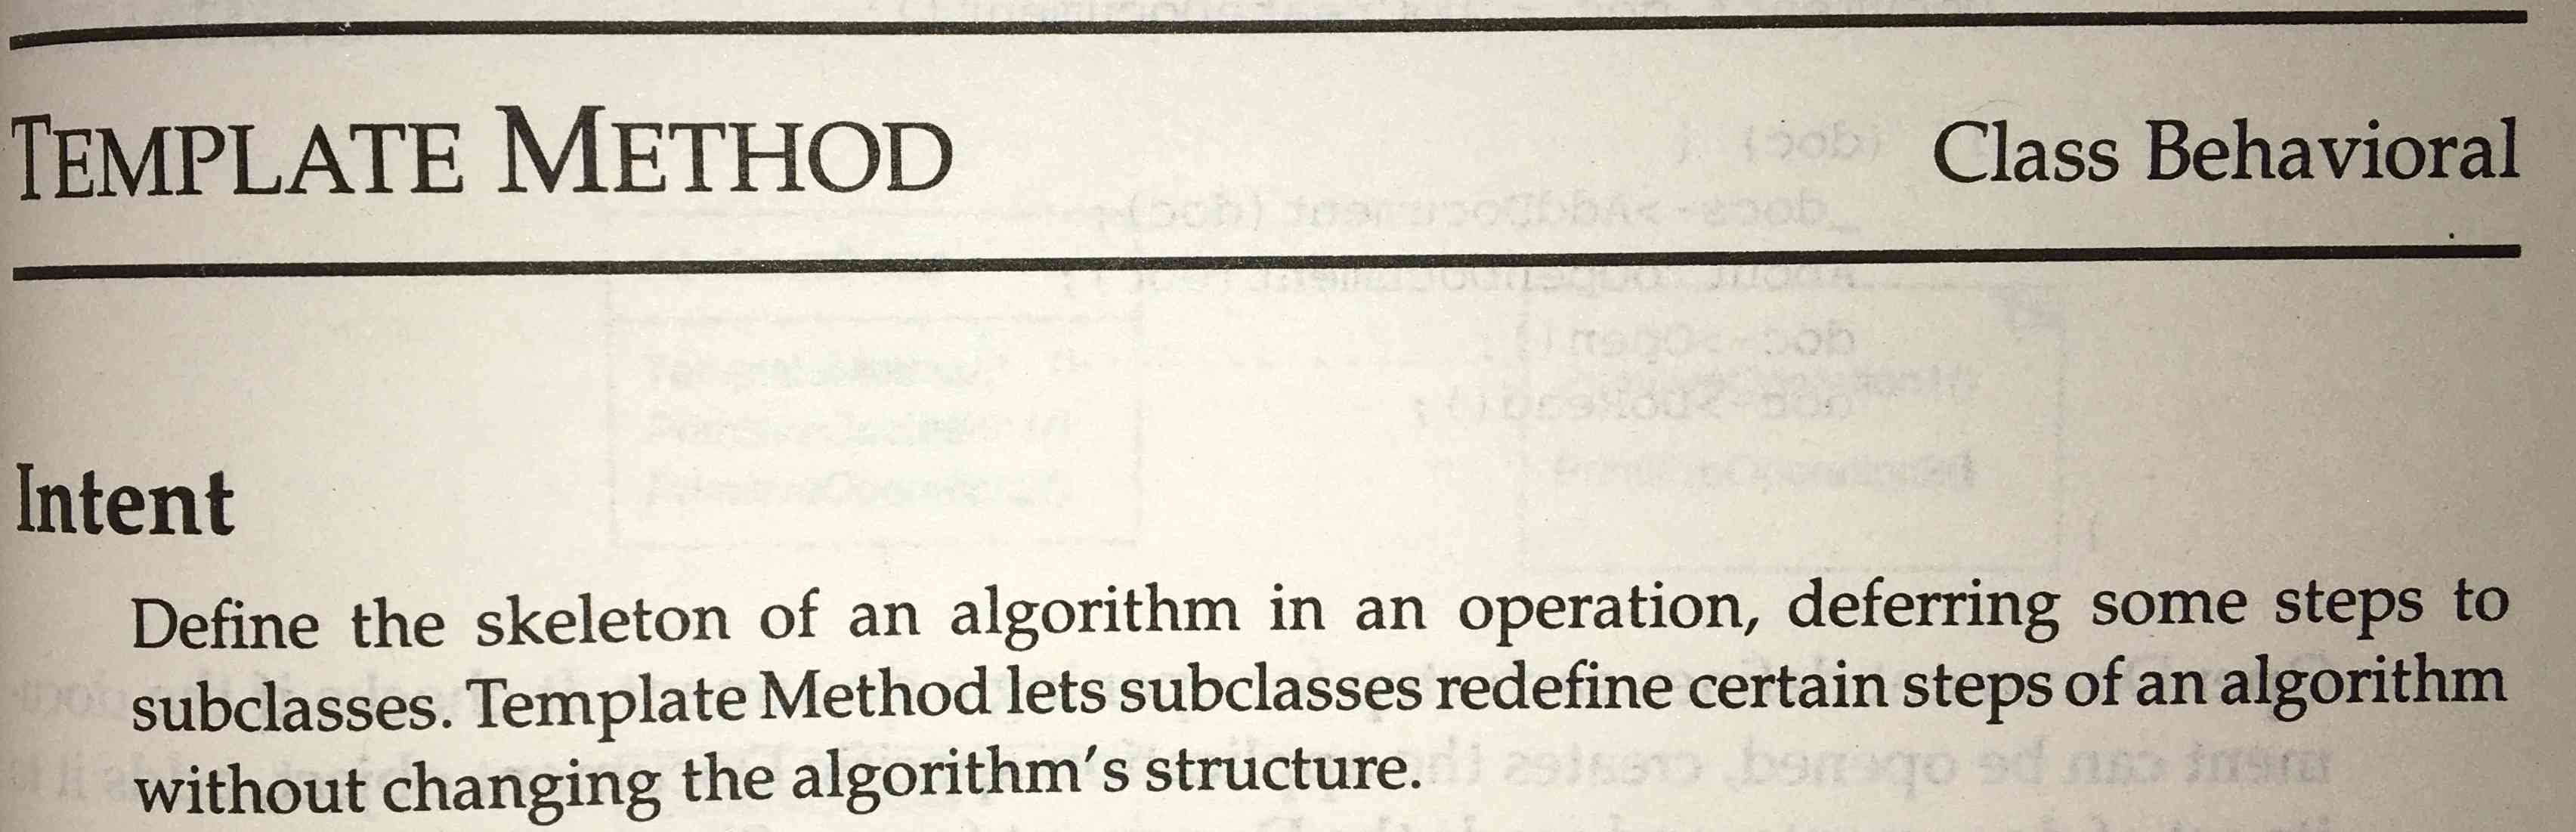 TEMPLATE METHOD Class Behavioral
Intent
Define the skeleton of an algorithm in an operation, deferring some steps to
subclasses. Template Method lets subclasses redefine certain steps of an algorithm
without changing the algorithm's structure.